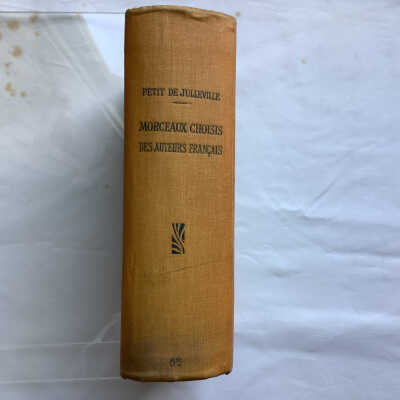 PETIT DE JULLEVILLE
MORCEAUX CHOISIS
DES AUTEURS FRANÇAIS